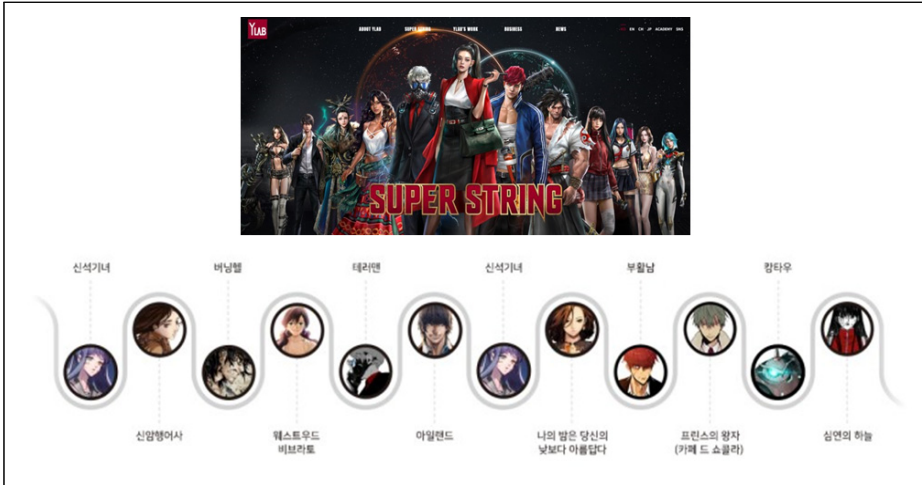 YLAB
ABOUT YLAB SUPER STRING YLAB'S WORK BUSINESS NEWS EN CH JP ACADEMY SNS
SUPER STRING
신석기녀 버닝헬 테러맨 신석기녀 부활남 캉타우
신암행어사 웨스트우드 아일랜드 나의 밤은 당신의 프린스의 왕자 심연의 하늘
비브라토 낮보다 아름답다 (카페 드 쇼콜라)